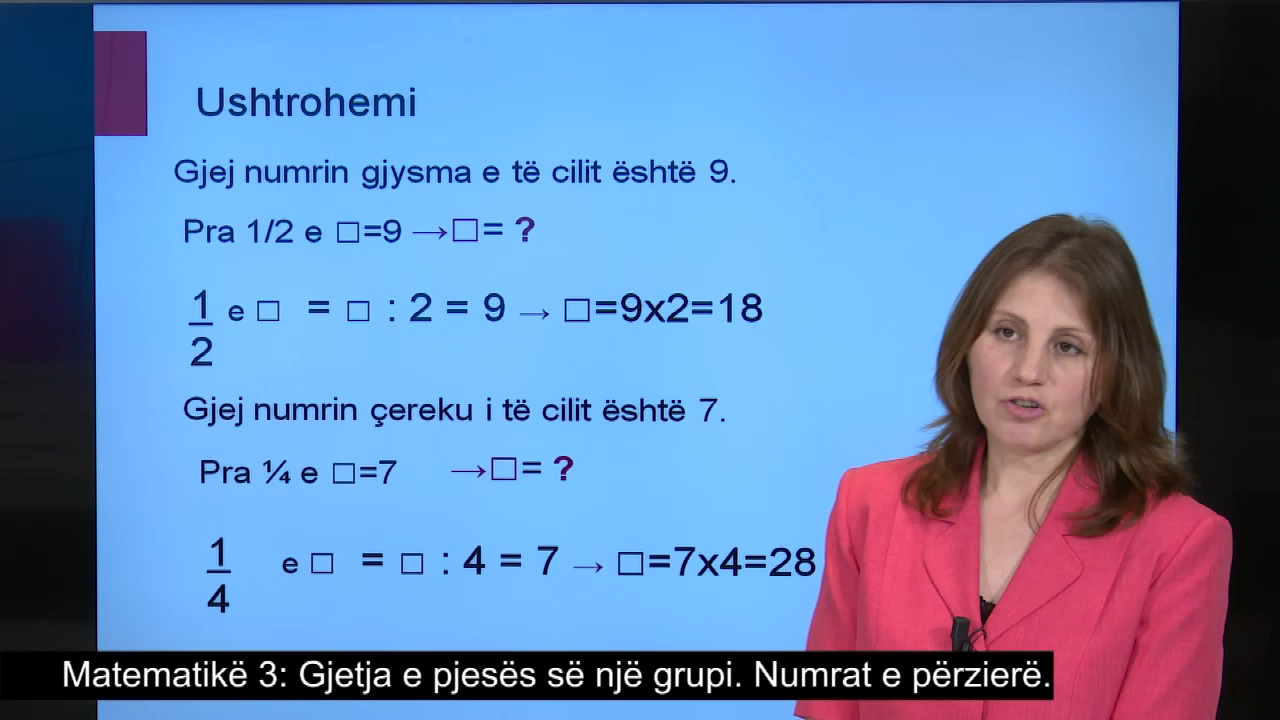 Ushtrohemi
Gjej numrin gjysma e të cilit është 9.
Pra 1/2 e □=9 →□= ?
1/2 e □ = □ : 2 = 9 → □=9x2=18
Gjej numrin çereku i të cilit është 7.
Pra ¼ e □=7 →□= ?
1/4 e □ = □ : 4 = 7 → □=7x4=28
Matematikë 3: Gjetja e pjesës së një grupi. Numrat e përzierë.